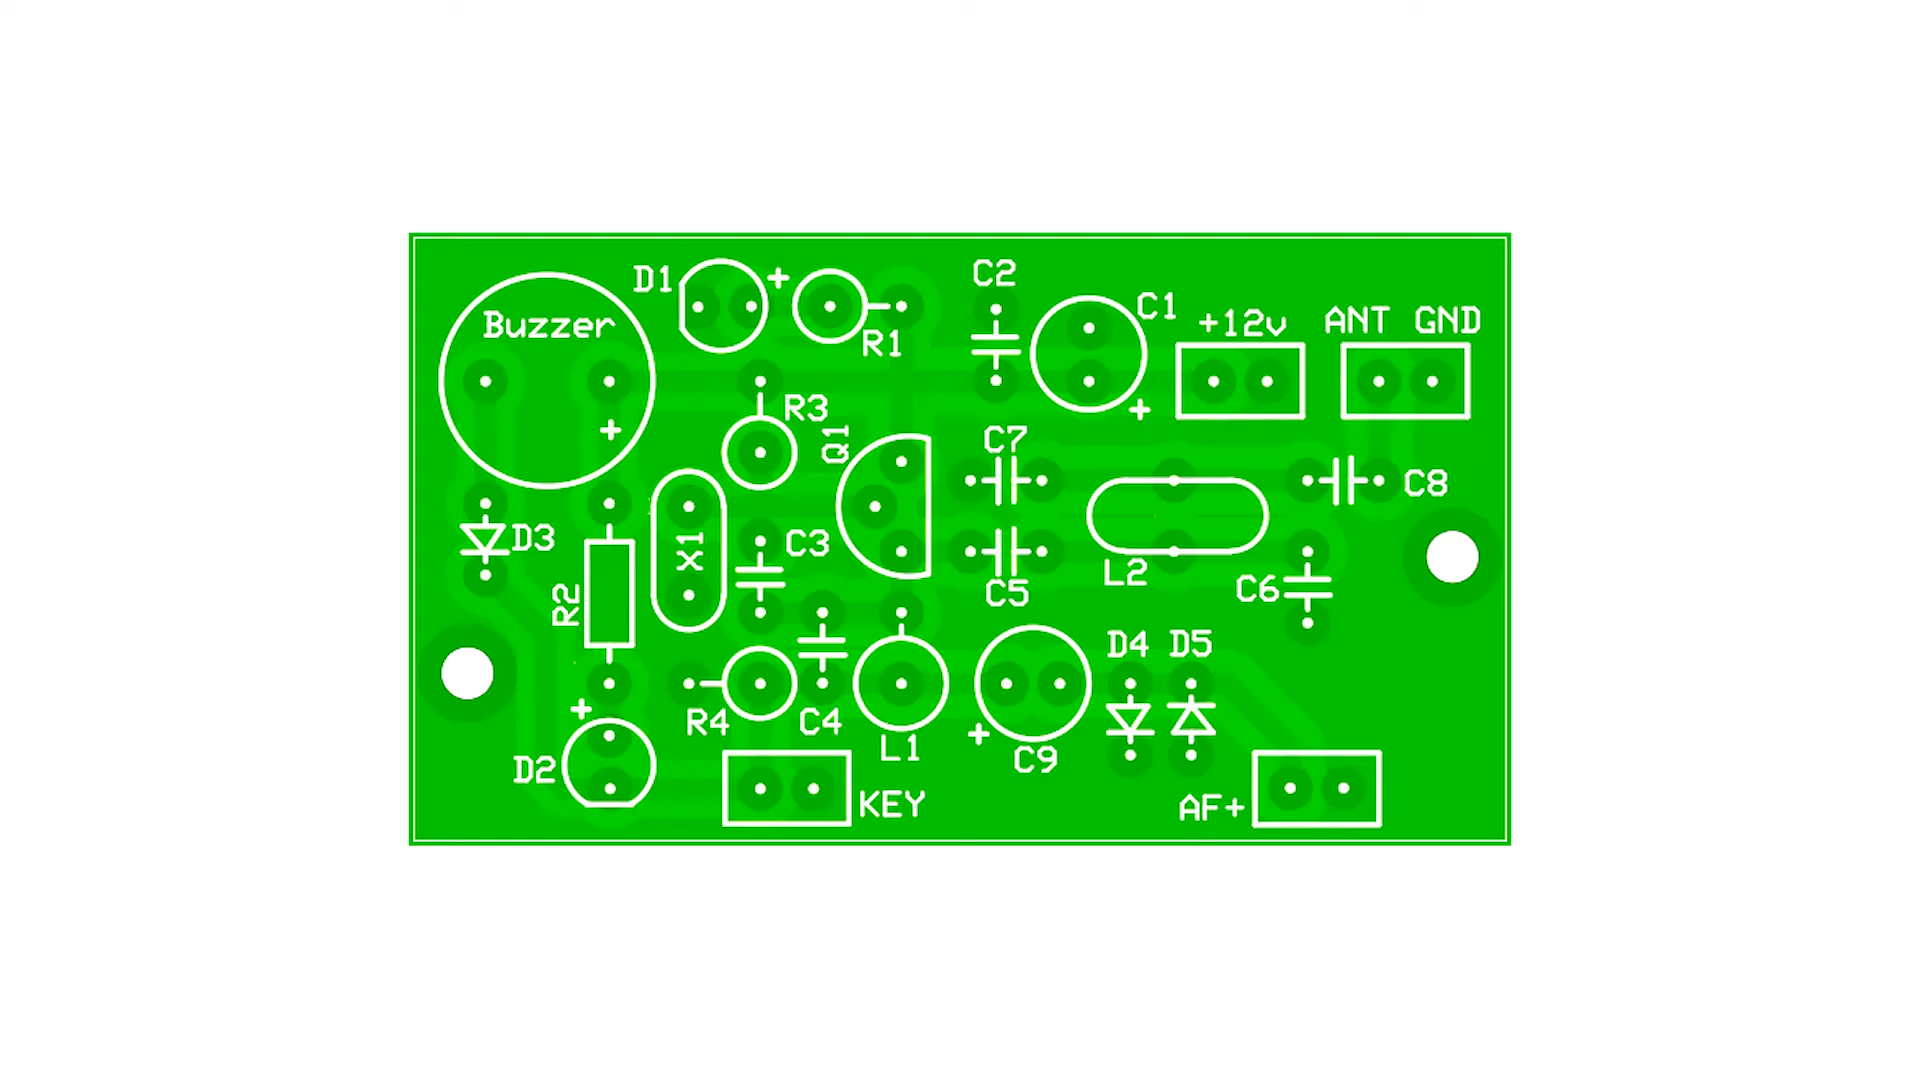 C2
D1 +
C1
Buzzer
+12v
ANT GND
R1
R3
+
+
Q1
C7
C8
D3
X1
C3
L2
R2
C5
C6
D4 D5
+
R4
C4
L1
+
C9
D2
KEY
AF+